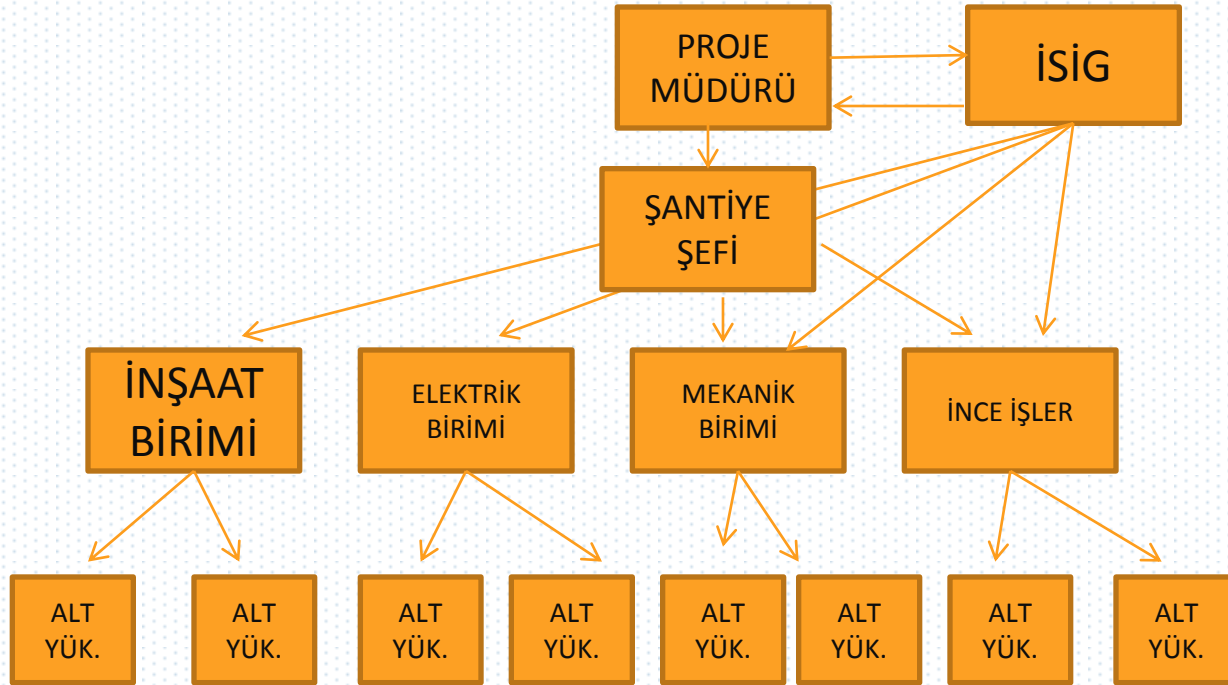 PROJE
MÜDÜRÜ
İSİG
ŞANTİYE
ŞEFİ
İNŞAAT
BİRİMİ
ELEKTRİK
BİRİMİ
MEKANİK
BİRİMİ
İNCE İŞLER
ALT
YÜK.
ALT
YÜK.
ALT
YÜK.
ALT
YÜK.
ALT
YÜK.
ALT
YÜK.
ALT
YÜK.
ALT
YÜK.